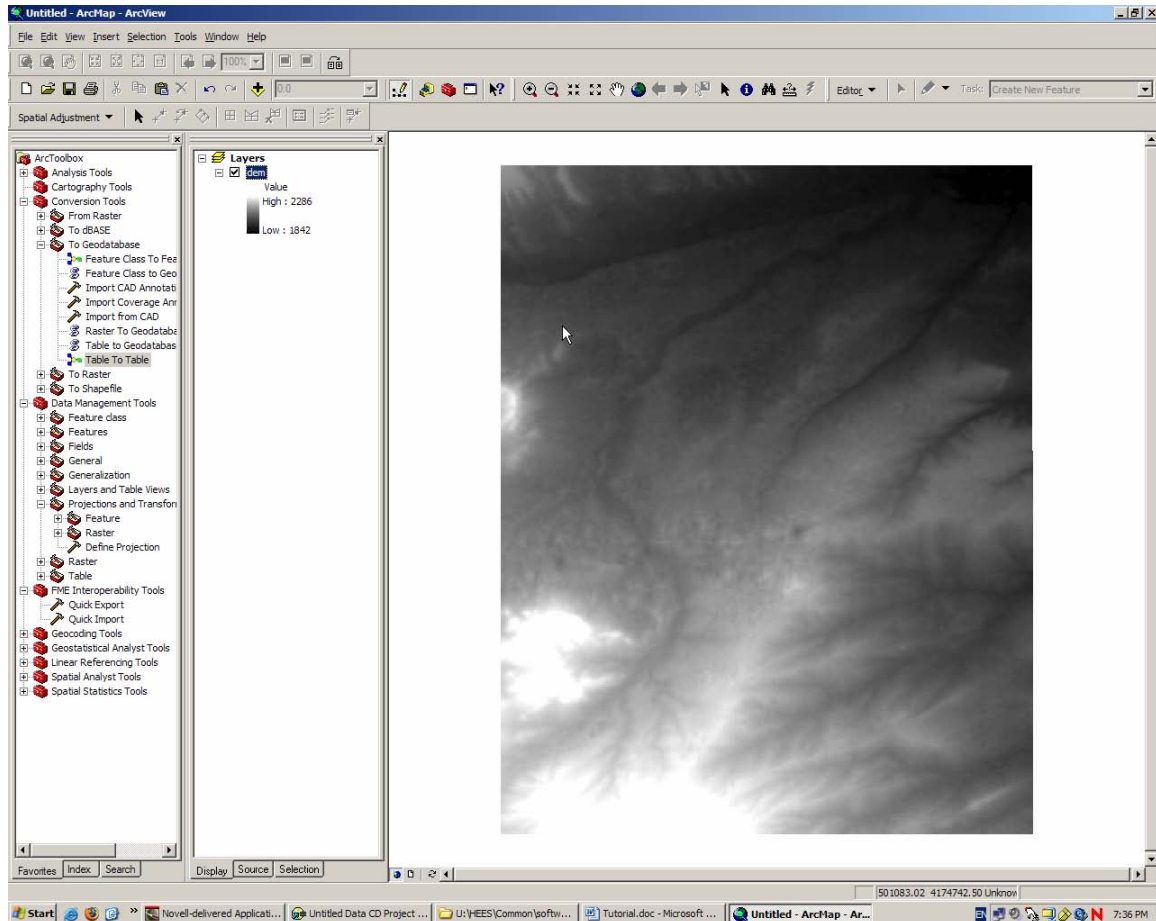 Untitled - ArcMap - ArcView
File Edit View Insert Selection Tools Window Help
100%
0.0
Editor
Task: Create New Feature
Spatial Adjustment
ArcToolbox
Analysis Tools
Cartography Tools
Conversion Tools
From Raster
To dBASE
To Geodatabase
Feature Class To Fea
Feature Class to Geo
Import CAD Annotati
Import Coverage Ann
Import from CAD
Raster To Geodataba
Table to Geodatabas
Table To Table
To Raster
To Shapefile
Data Management Tools
Feature class
Features
Fields
General
Generalization
Layers and Table Views
Projections and Transfor
Feature
Raster
Define Projection
Raster
Table
FME Interoperability Tools
Quick Export
Quick Import
Geocoding Tools
Geostatistical Analyst Tools
Linear Referencing Tools
Spatial Analyst Tools
Spatial Statistics Tools
Favorites Index Search
Layers
dem
Value
High : 2286
Low : 1842
Display Source Selection
501083.02 4174742.50 Unknow
Start
Novell-delivered Applicati...
Untitled Data CD Project ...
U:\HEES\Common\softw...
Tutorial.doc - Microsoft ...
Untitled - ArcMap - Ar...
EN
N
7:36 PM